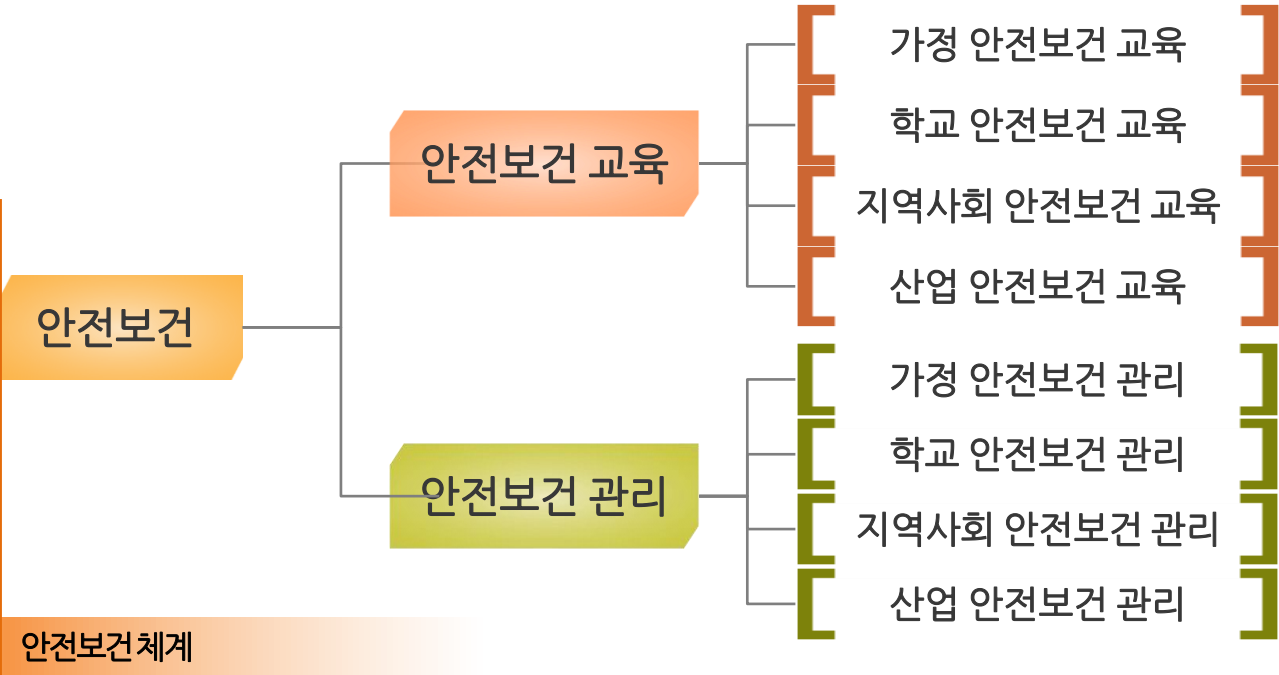 안전보건
안전보건 교육
가정 안전보건 교육
학교 안전보건 교육
지역사회 안전보건 교육
산업 안전보건 교육
안전보건 관리
가정 안전보건 관리
학교 안전보건 관리
지역사회 안전보건 관리
산업 안전보건 관리
안전보건 체계